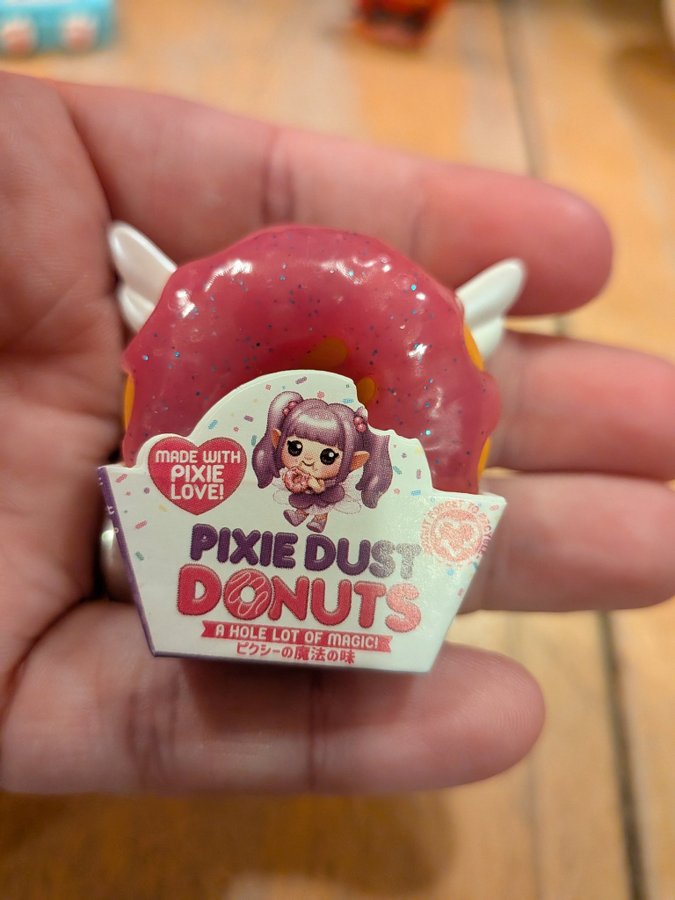 MADE WITH
PIXIE
LOVE!
PIXIE DUST
DONUTS
A HOLE LOT OF MAGIC!
ピクシーの魔法の味